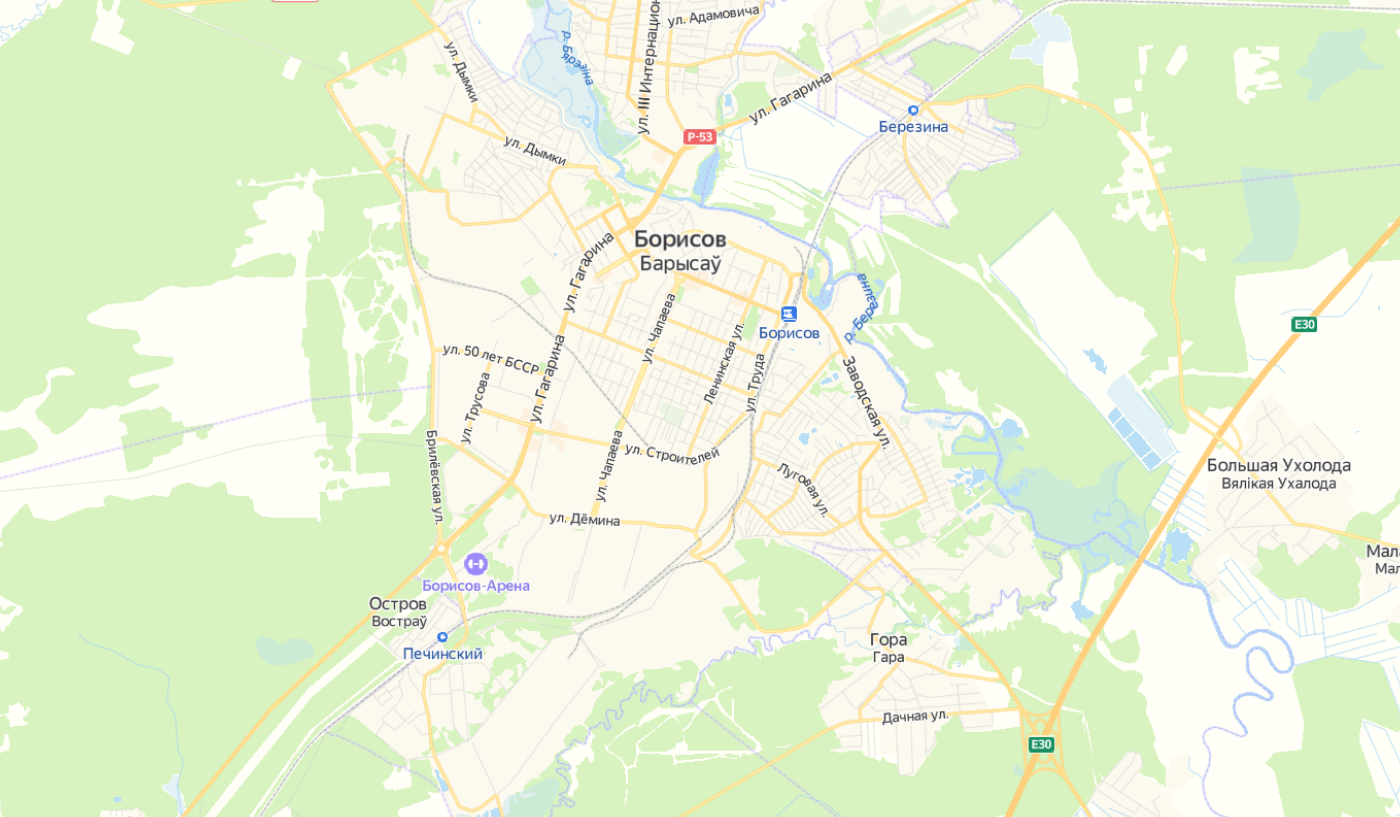 ул. Адамовича
ул. Дымки
р. Бярэзіна
ул. III Интернацион
ул. Гагарина
Р-53
Березина
ул. Дымки
Борисов
Барысаў
ул. Гагарина
р. Березина
ул. Чапаева
Борисов
Е30
ул. 50 лет БССР
Ленинская ул.
ул. Труда
Заводская ул.
ул. Гагарина
ул. Трусова
Брилёвская ул.
ул. Чапаева
ул. Строителей
Луговая ул.
Большая Ухолода
Вялікая Ухалода
ул. Дёмина
Мал
Мал
Борисов-Арена
Остров
Востраў
Печинский
Гора
Гара
Дачная ул.
Е30